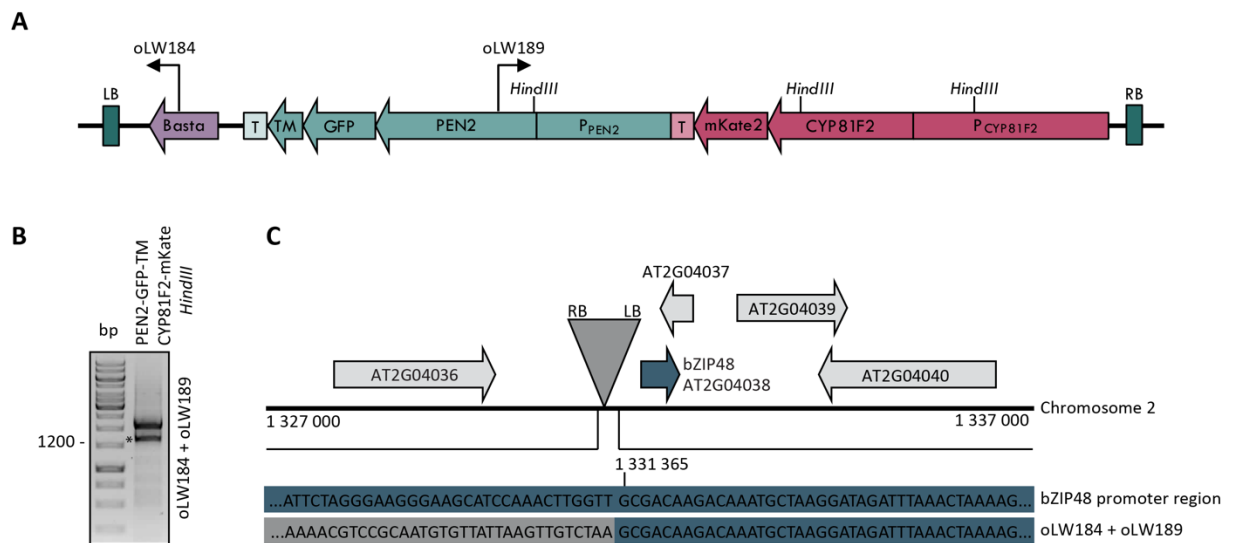 A
oLW184
oLW189
LB
HindIII
HindIII
HindIII
RB
Basta
T
TM
GFP
PEN2
PPEN2
T
mKate2
CYP81F2
PCYP81F2
B
PEN2-GFP-TM
CYP81F2-mKate
HindIII
bp
1200 -
*
oLW184 + oLW189
C
AT2G04037
RB LB
AT2G04039
AT2G04036
bZIP48
AT2G04038
AT2G04040
Chromosome 2
1 327 000
1 337 000
1 331 365
...ATTCTAGGGAAGGGAAGCATCCAAACTTGGTT GCGACAAGACAAATGCTAAGGATAGATTTAAACTAAAAG... bZIP48 promoter region
...AAAACGTCCGCAATGTGTTATTAAGTTGTCTAA GCGACAAGACAAATGCTAAGGATAGATTTAAACTAAAAG... oLW184 + oLW189